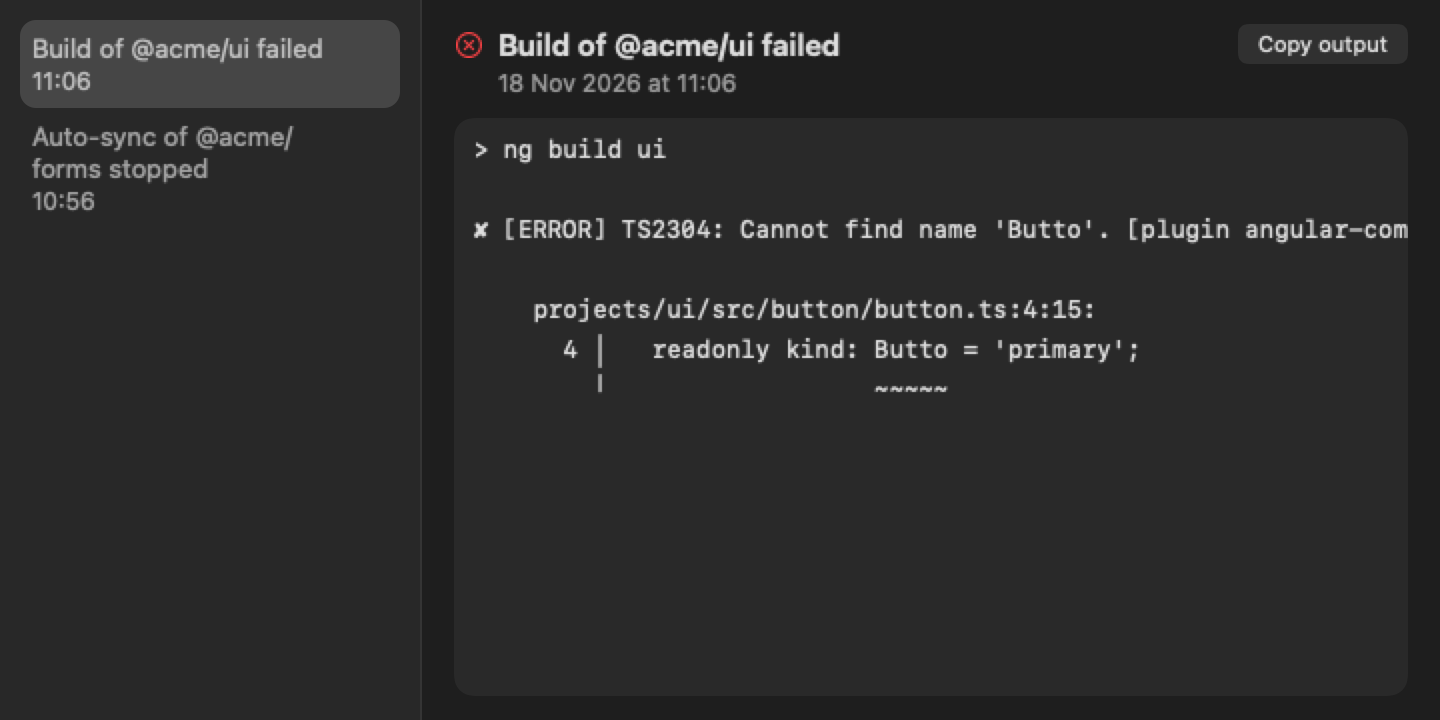 Build of @acme/ui failed
11:06
Auto-sync of @acme/
forms stopped
10:56
Build of @acme/ui failed
18 Nov 2026 at 11:06
Copy output
> ng build ui
✘ [ERROR] TS2304: Cannot find name 'Butto'. [plugin angular-com
projects/ui/src/button/button.ts:4:15:
4 │   readonly kind: Butto = 'primary';
╵                  ~~~~~